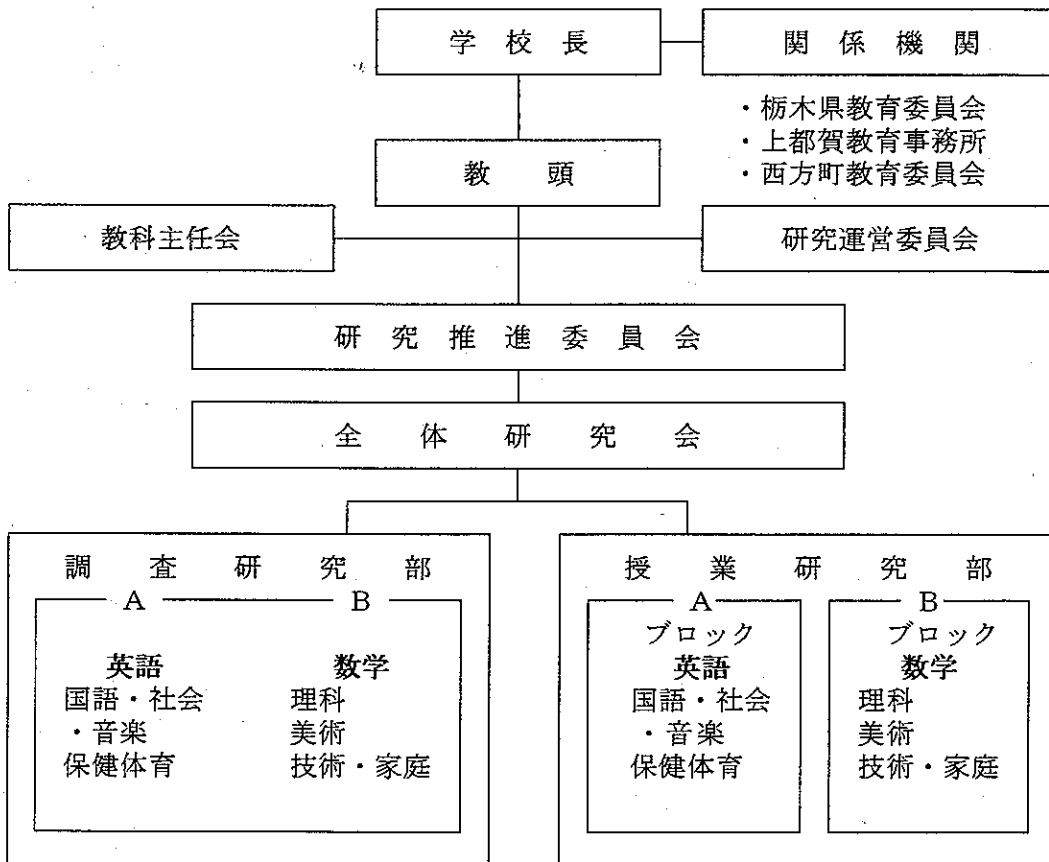 学校長
関係機関
・栃木県教育委員会
・上都賀教育事務所
・西方町教育委員会
教頭
教科主任会
研究運営委員会
研究推進委員会
全体研究会
調査研究部
A
B
英語
数学
国語・社会
理科
・音楽
美術
保健体育
技術・家庭
授業研究部
A
ブロック
英語
国語・社会
・音楽
保健体育
B
ブロック
数学
理科
美術
技術・家庭